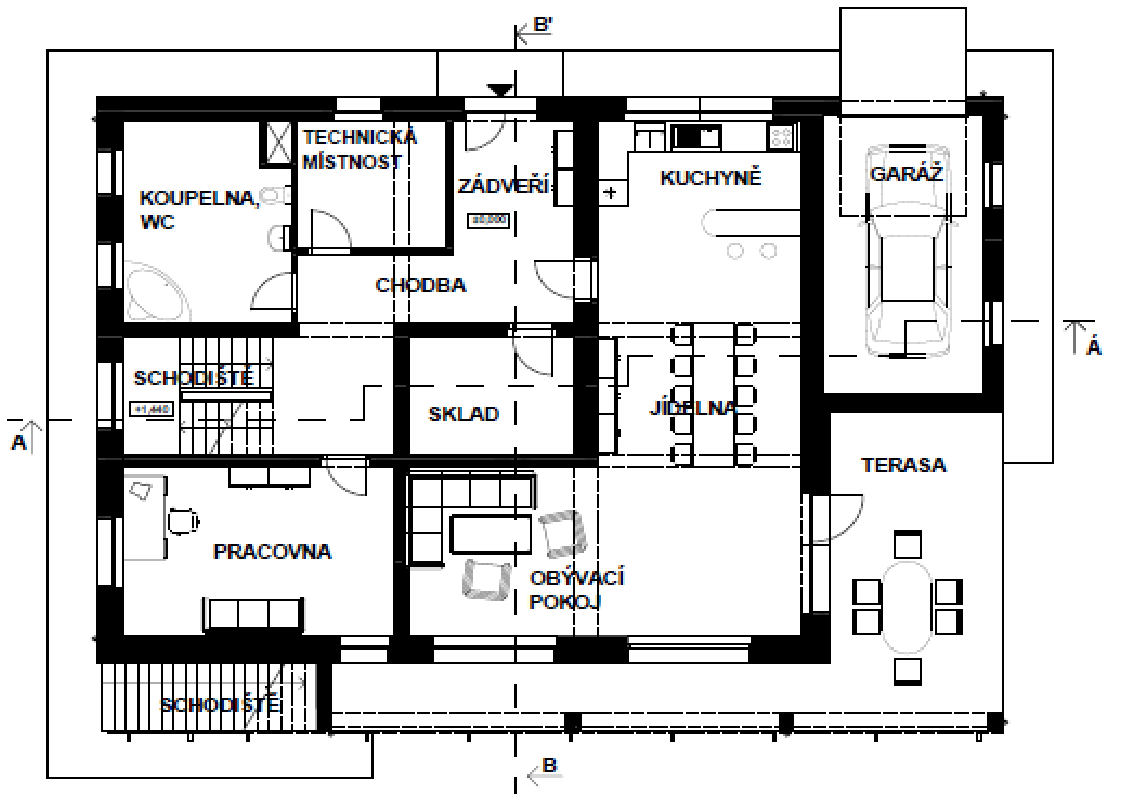 B'
TECHNICKÁ
MÍSTNOST
KUCHYNĚ
GARÁŽ
ZÁDVEŘÍ
KOUPELNA,
WC
±0,000
CHODBA
Á
SCHODIŠTĚ
+1,440
SKLAD
JÍDELNA
A
TERASA
PRACOVNA
OBÝVACÍ
POKOJ
SCHODIŠTĚ
B